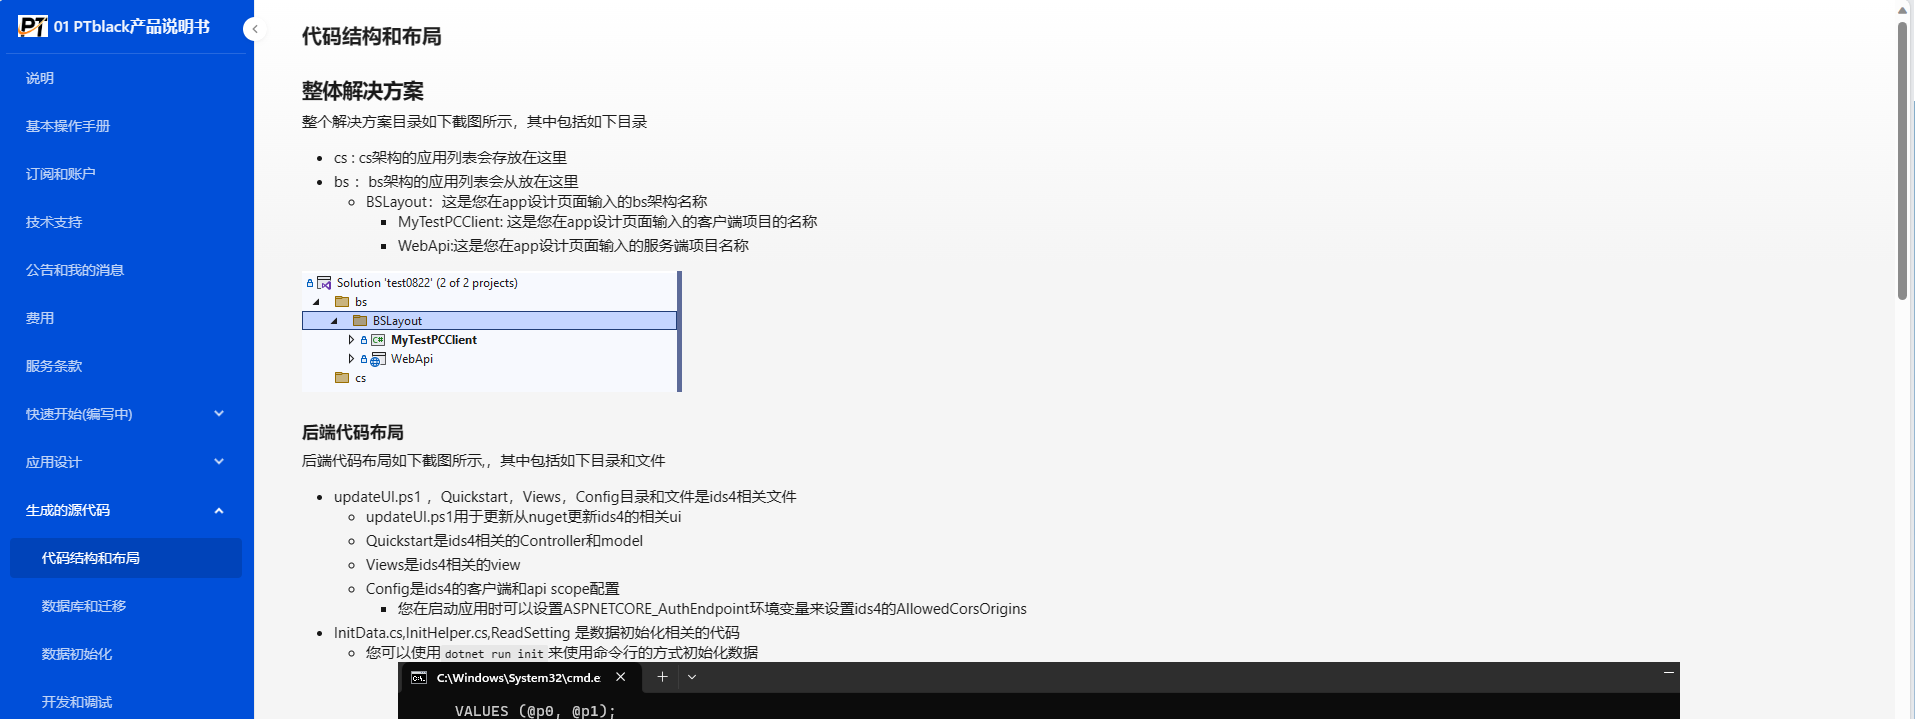 PT 01 PTblack产品说明书
说明
基本操作手册
订阅和账户
技术支持
公告和我的消息
费用
服务条款
快速开始(编写中)
应用设计
生成的源代码
代码结构和布局
数据库和迁移
数据初始化
开发和调试
代码结构和布局
整体解决方案
整个解决方案目录如下截图所示，其中包括如下目录
cs : cs架构的应用列表会存放在这里
bs ：bs架构的应用列表会从放在这里
BSLayout：这是您在app设计页面输入的bs架构名称
MyTestPCClient: 这是您在app设计页面输入的客户端项目的名称
WebApi:这是您在app设计页面输入的服务端项目名称
Solution 'test0822' (2 of 2 projects)
bs
BSLayout
C# MyTestPCClient
WebApi
cs
后端代码布局
后端代码布局如下截图所示,，其中包括如下目录和文件
updateUI.ps1 ，Quickstart，Views，Config目录和文件是ids4相关文件
updateUI.ps1用于更新从nuget更新ids4的相关ui
Quickstart是ids4相关的Controller和model
Views是ids4相关的view
Config是ids4的客户端和api scope配置
您在启动应用时可以设置ASPNETCORE_AuthEndpoint环境变量来设置ids4的AllowedCorsOrigins
InitData.cs,InitHelper.cs,ReadSetting 是数据初始化相关的代码
您可以使用 dotnet run init 来使用命令行的方式初始化数据
C:\Windows\System32\cmd.e
VALUES (@p0, @p1);